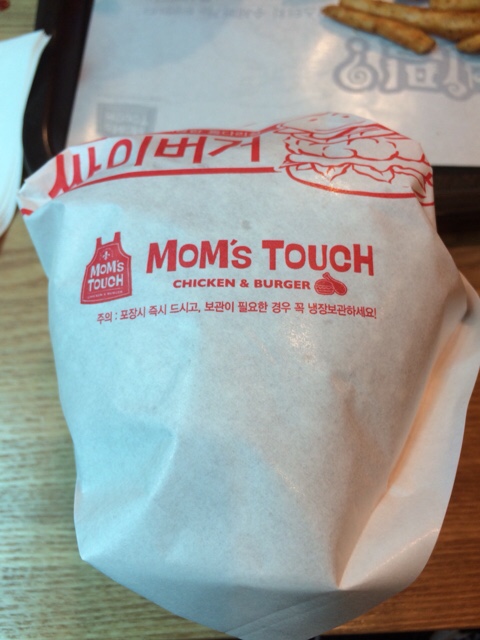 싸이버거
MOM'S TOUCH
MOM'S TOUCH
CHICKEN & BURGER
주의 : 포장시 즉시 드시고, 보관이 필요한 경우 꼭 냉장보관하세요!